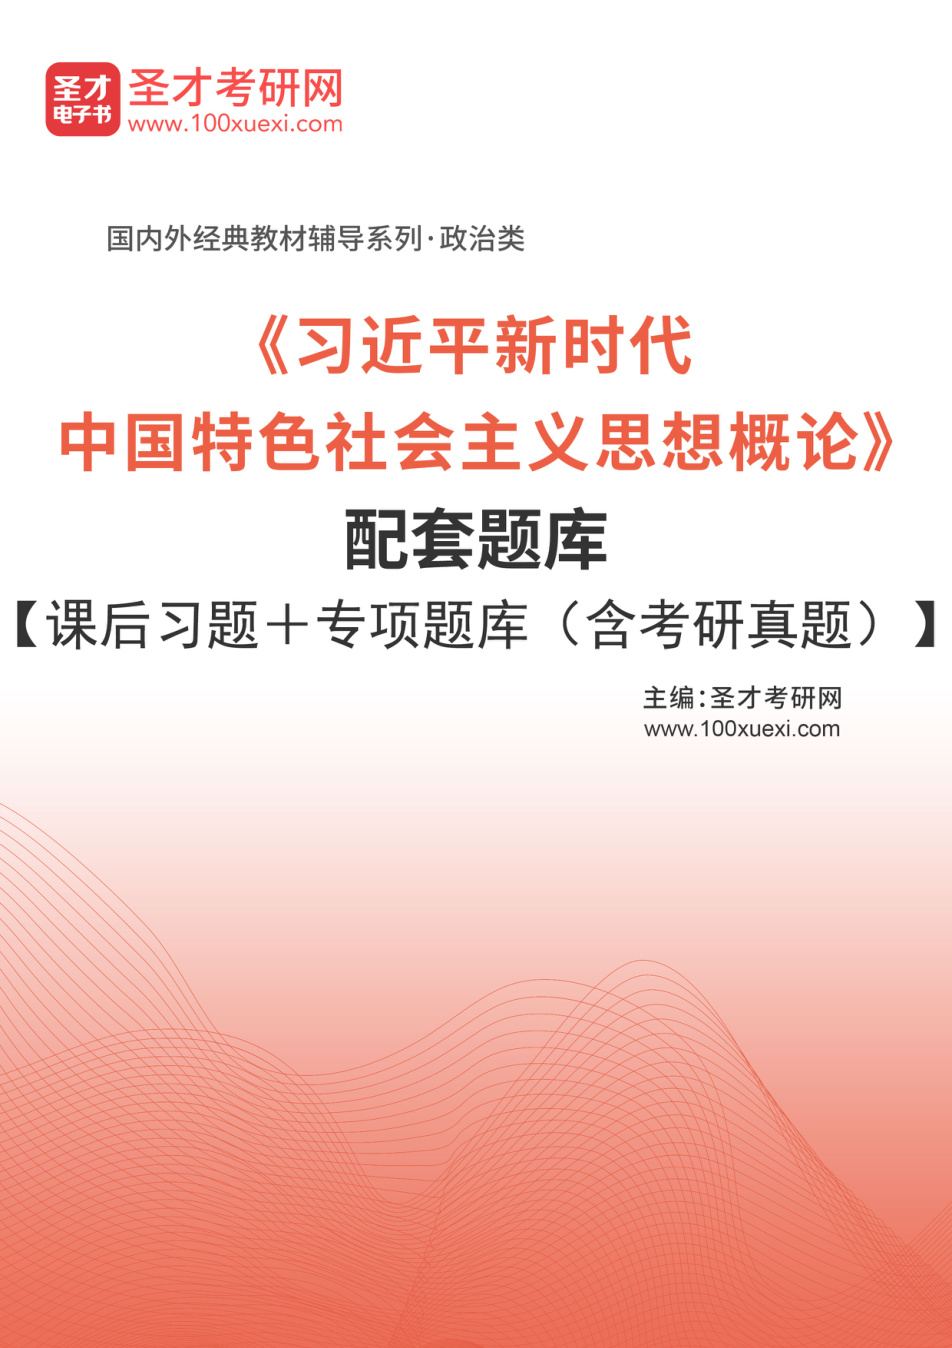 圣才
电子书
圣才考研网
www.100xuexi.com
国内外经典教材辅导系列·政治类
《习近平新时代
中国特色社会主义思想概论》
配套题库
【课后习题＋专项题库（含考研真题）】
主编：圣才考研网
www.100xuexi.com